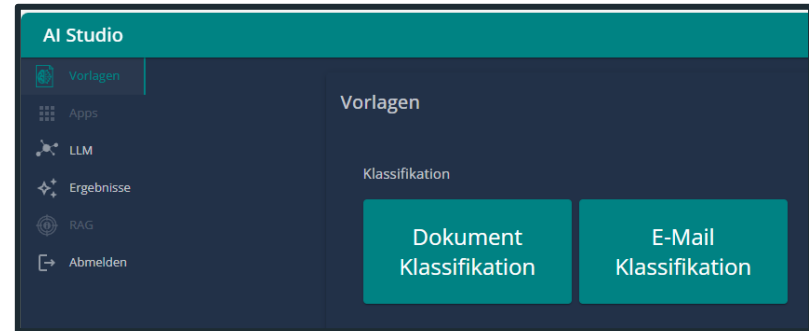 AI Studio
Vorlagen
Apps
LLM
Ergebnisse
RAG
Abmelden
Vorlagen
Klassifikation
Dokument
Klassifikation
E-Mail
Klassifikation